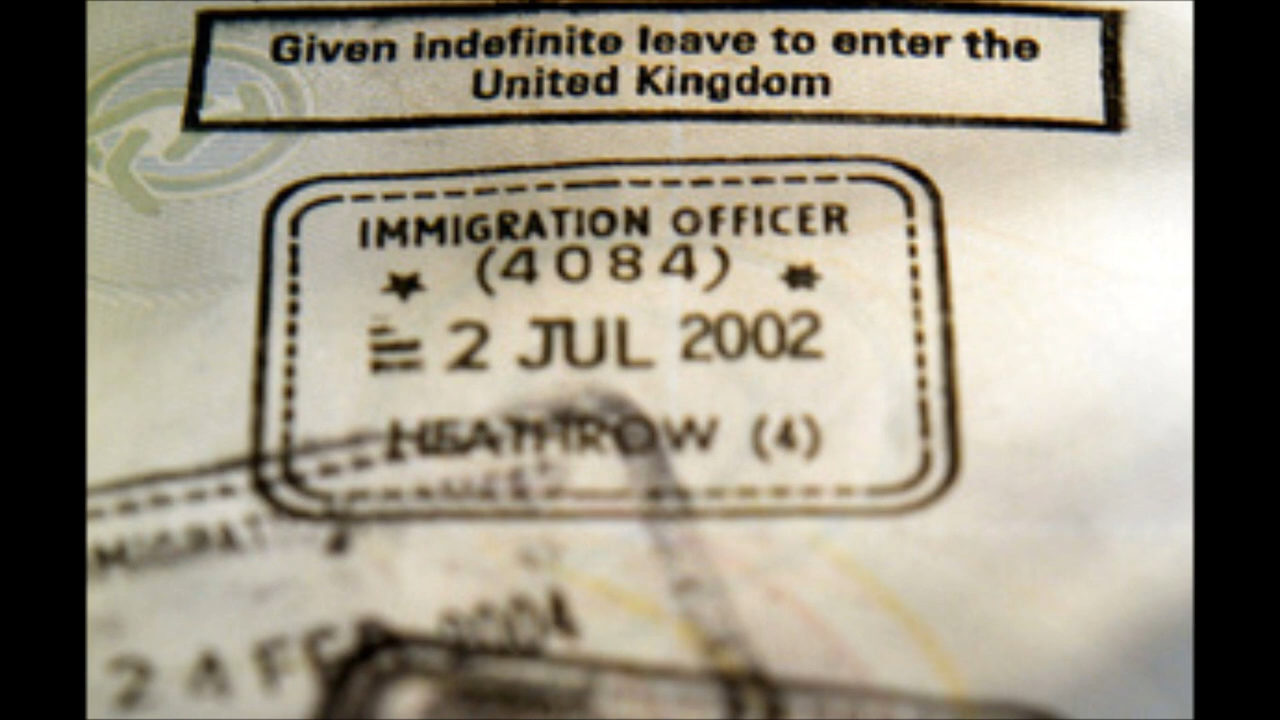 Given indefinite leave to enter the
United Kingdom
IMMIGRATION OFFICER
(4084)
2 JUL 2002
HEATHROW (4)